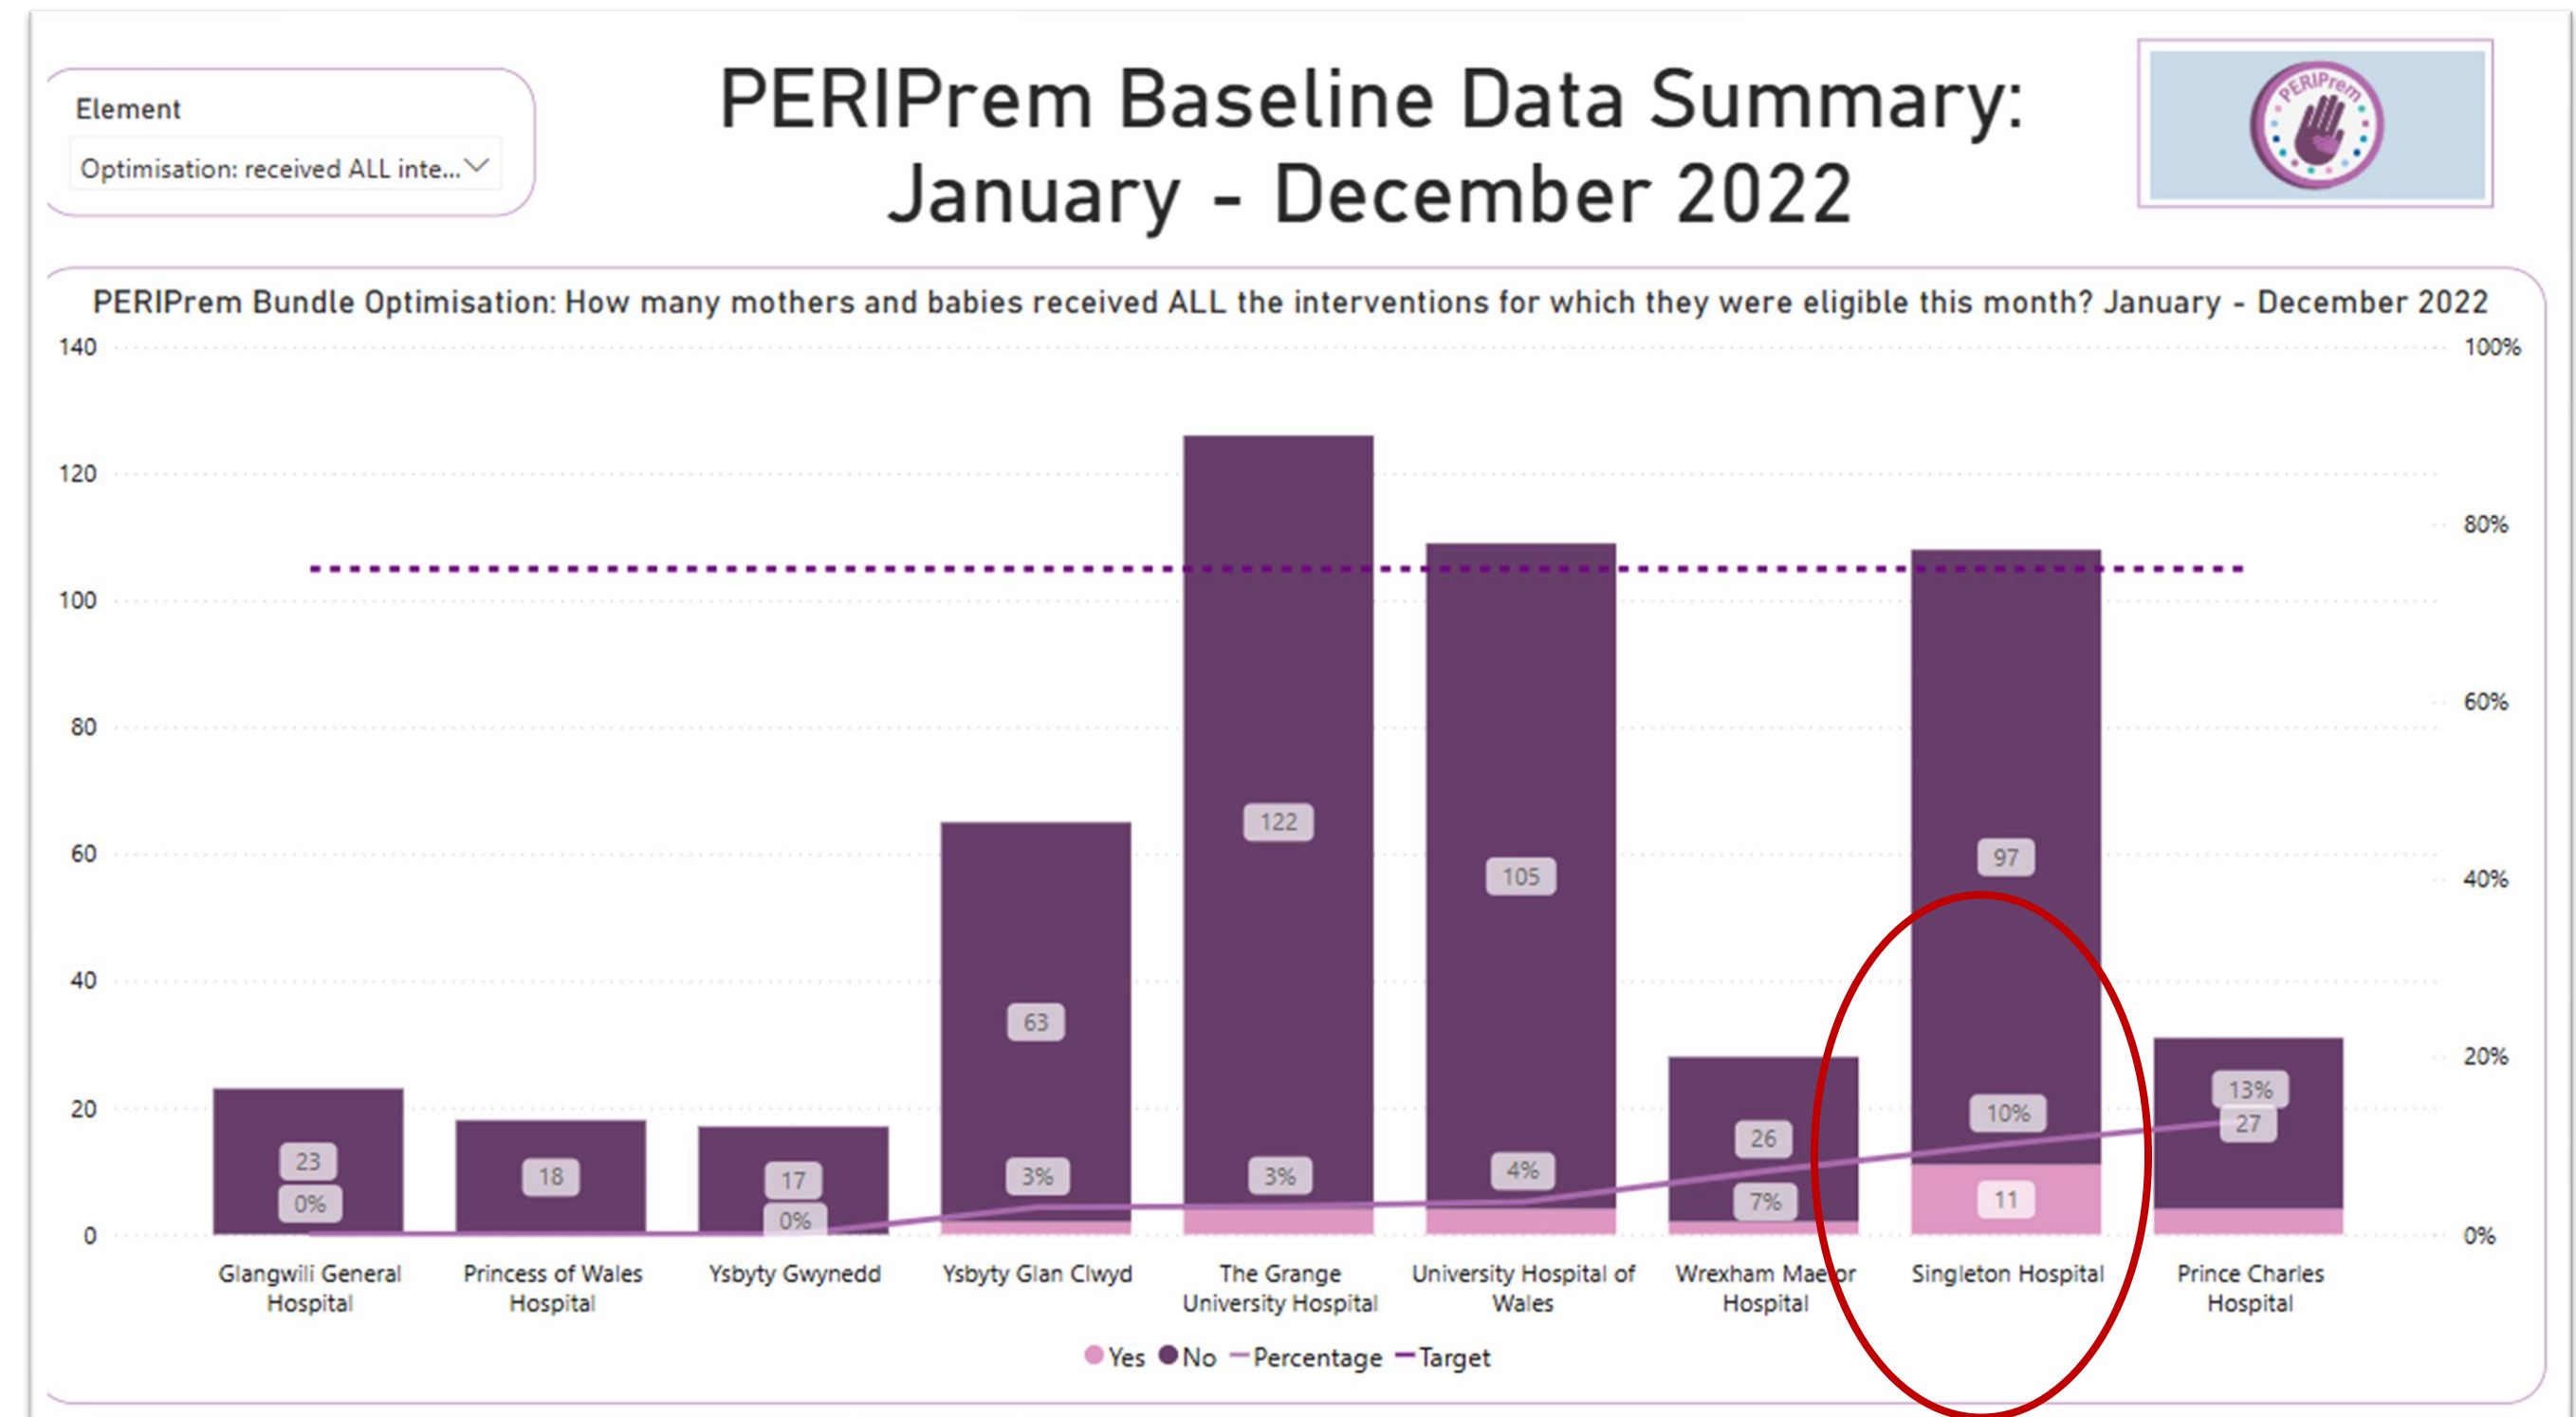 Element
Optimisation: received ALL inte...
PERIPrem Baseline Data Summary:
January - December 2022
PERIPrem
PERIPrem Bundle Optimisation: How many mothers and babies received ALL the interventions for which they were eligible this month? January - December 2022
140
120
100
80
60
40
20
0
100%
80%
60%
40%
20%
0%
23
0%
18
17
0%
63
3%
122
3%
105
4%
26
7%
97
10%
11
13%
27
Glangwili General
Hospital
Princess of Wales
Hospital
Ysbyty Gwynedd
Ysbyty Glan Clwyd
The Grange
University Hospital
University Hospital of
Wales
Wrexham Maelor
Hospital
Singleton Hospital
Prince Charles
Hospital
Yes No Percentage Target